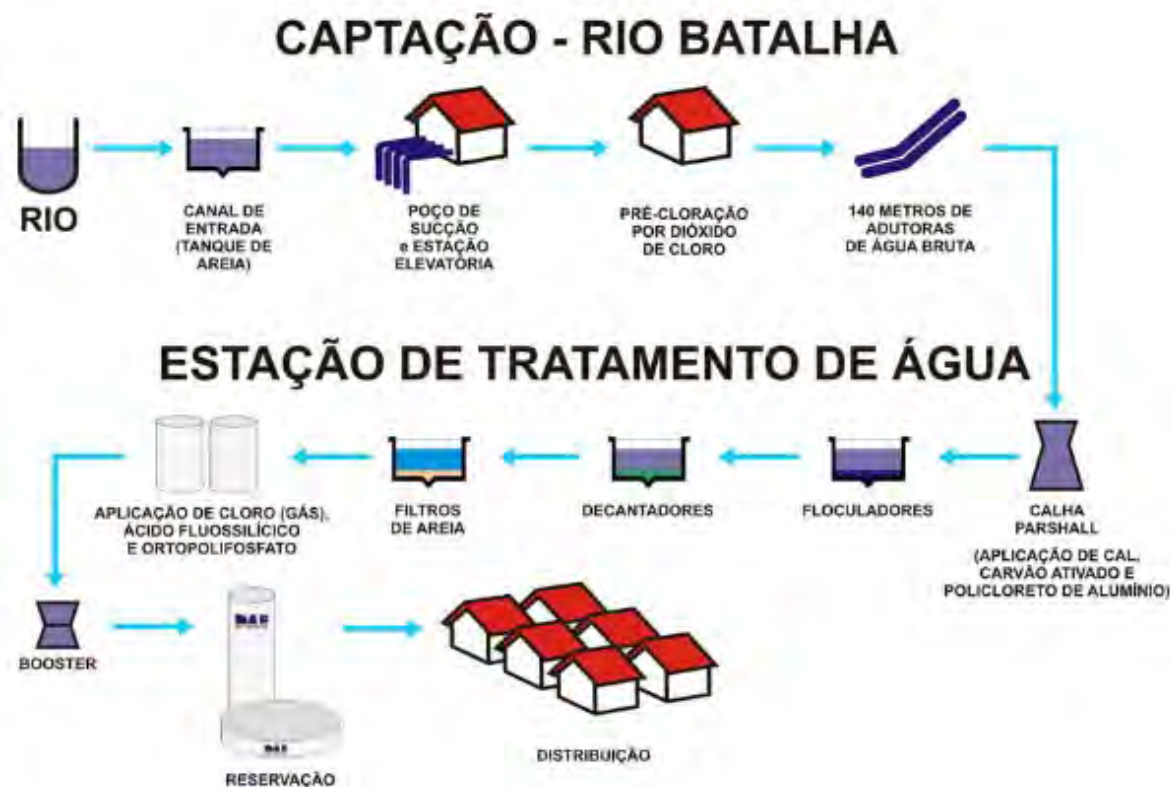 CAPTAÇÃO - RIO BATALHA
RIO
CANAL DE
ENTRADA
(TANQUE DE
AREIA)
POÇO DE
SUCÇÃO
e ESTAÇÃO
ELEVATÓRIA
PRÉ-CLORAÇÃO
POR DIÓXIDO
DE CLORO
140 METROS DE
ADUTORAS
DE ÁGUA BRUTA
ESTAÇÃO DE TRATAMENTO DE ÁGUA
APLICAÇÃO DE CLORO (GÁS),
ÁCIDO FLUOSSILÍCICO
E ORTOPOLIFOSFATO
FILTROS
DE AREIA
DECANTADORES
FLOCULADORES
CALHA
PARSHALL
(APLICAÇÃO DE CAL,
CARVÃO ATIVADO E
POLICLORETO DE ALUMÍNIO)
BOOSTER
DAE
DAE
RESERVAÇÃO
DISTRIBUIÇÃO